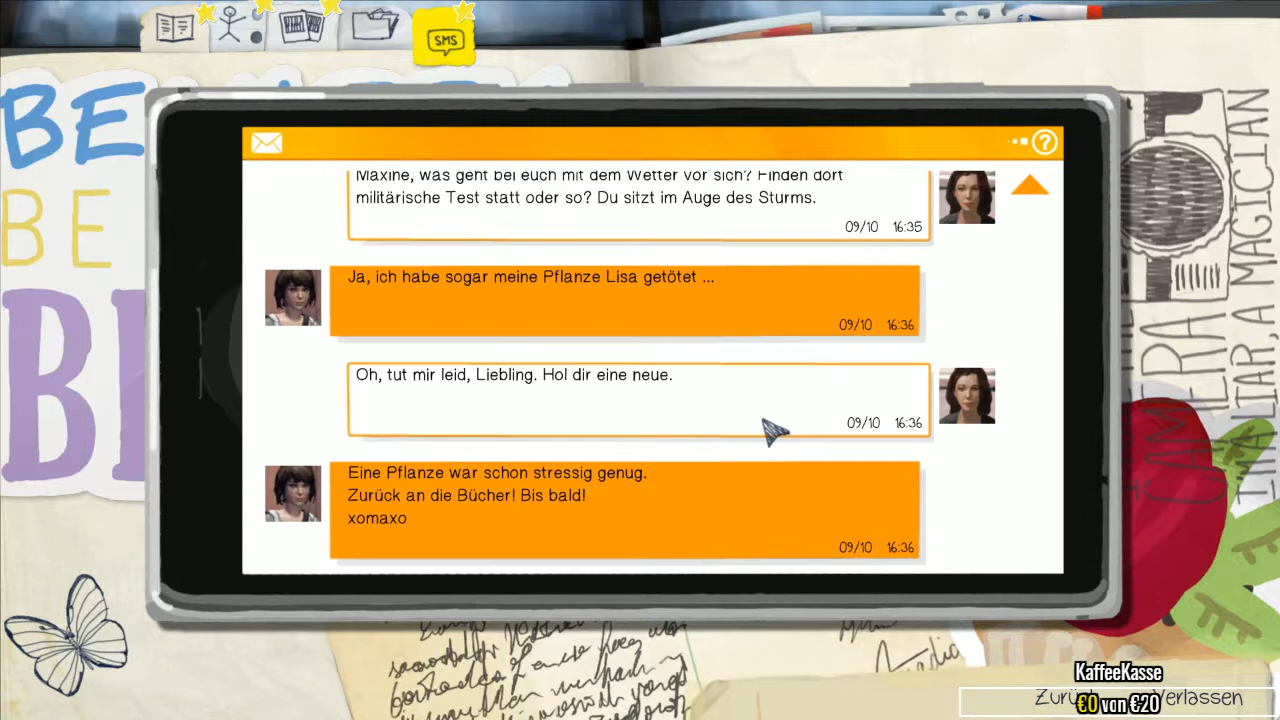 SMS
BE
BE
Maxine, was geht bei euch mit dem Wetter vor sich? Finden dort
militärische Test statt oder so? Du sitzt im Auge des Sturms.
09/10 16:35
Ja, ich habe sogar meine Pflanze Lisa getötet ...
09/10 16:36
Oh, tut mir leid, Liebling. Hol dir eine neue.
09/10 16:36
Eine Pflanze war schon stressig genug.
Zurück an die Bücher! Bis bald!
xomaxo
09/10 16:36
?
MAGICIAN
LIAR, A
KaffeeKasse
€0 von €20
Verlassen